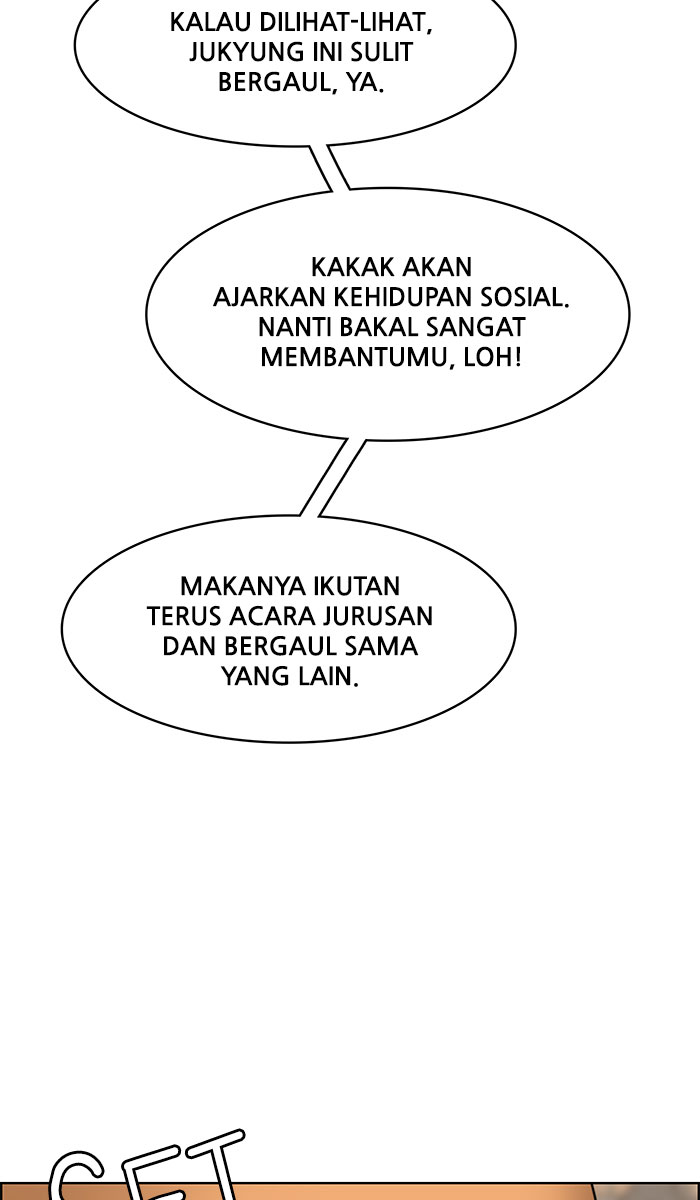 KALAU DILIHAT-LIHAT,
JUKYUNG INI SULIT
BERGAUL, YA.
KAKAK AKAN
AJARKAN KEHIDUPAN SOSIAL.
NANTI BAKAL SANGAT
MEMBANTUMU, LOH!
MAKANYA IKUTAN
TERUS ACARA JURUSAN
DAN BERGAUL SAMA
YANG LAIN.